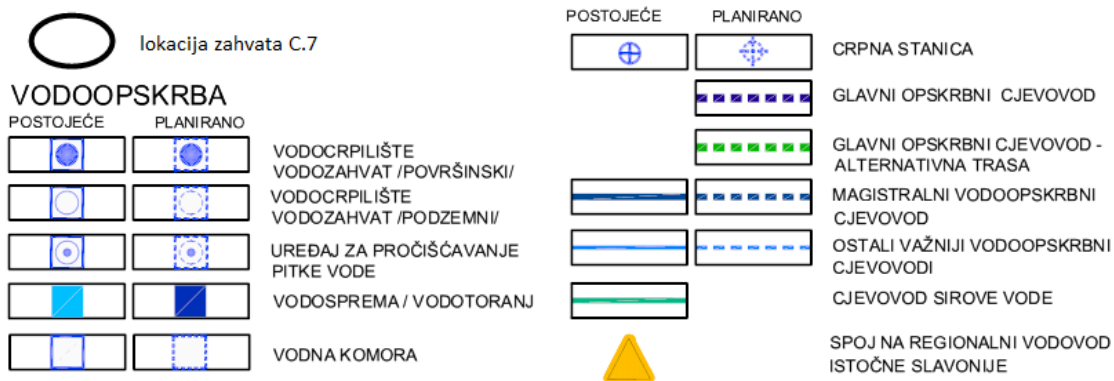 lokacija zahvata C.7
VODOOPSKRBA
POSTOJEĆE PLANIRANO
VODOCRPILIŠTE
VODOZAHVAT /POVRŠINSKI/
VODOCRPILIŠTE
VODOZAHVAT /PODZEMNI/
UREĐAJ ZA PROČIŠĆAVANJE
PITKE VODE
VODOSPREMA / VODOTORANJ
VODNA KOMORA
POSTOJEĆE PLANIRANO
CRPNA STANICA
GLAVNI OPSKRBNI CJEVOVOD
GLAVNI OPSKRBNI CJEVOVOD -
ALTERNATIVNA TRASA
MAGISTRALNI VODOOPSKRBNI
CJEVOVOD
OSTALI VAŽNIJI VODOOPSKRBNI
CJEVOVODI
CJEVOVOD SIROVE VODE
SPOJ NA REGIONALNI VODOVOD
ISTOČNE SLAVONIJE